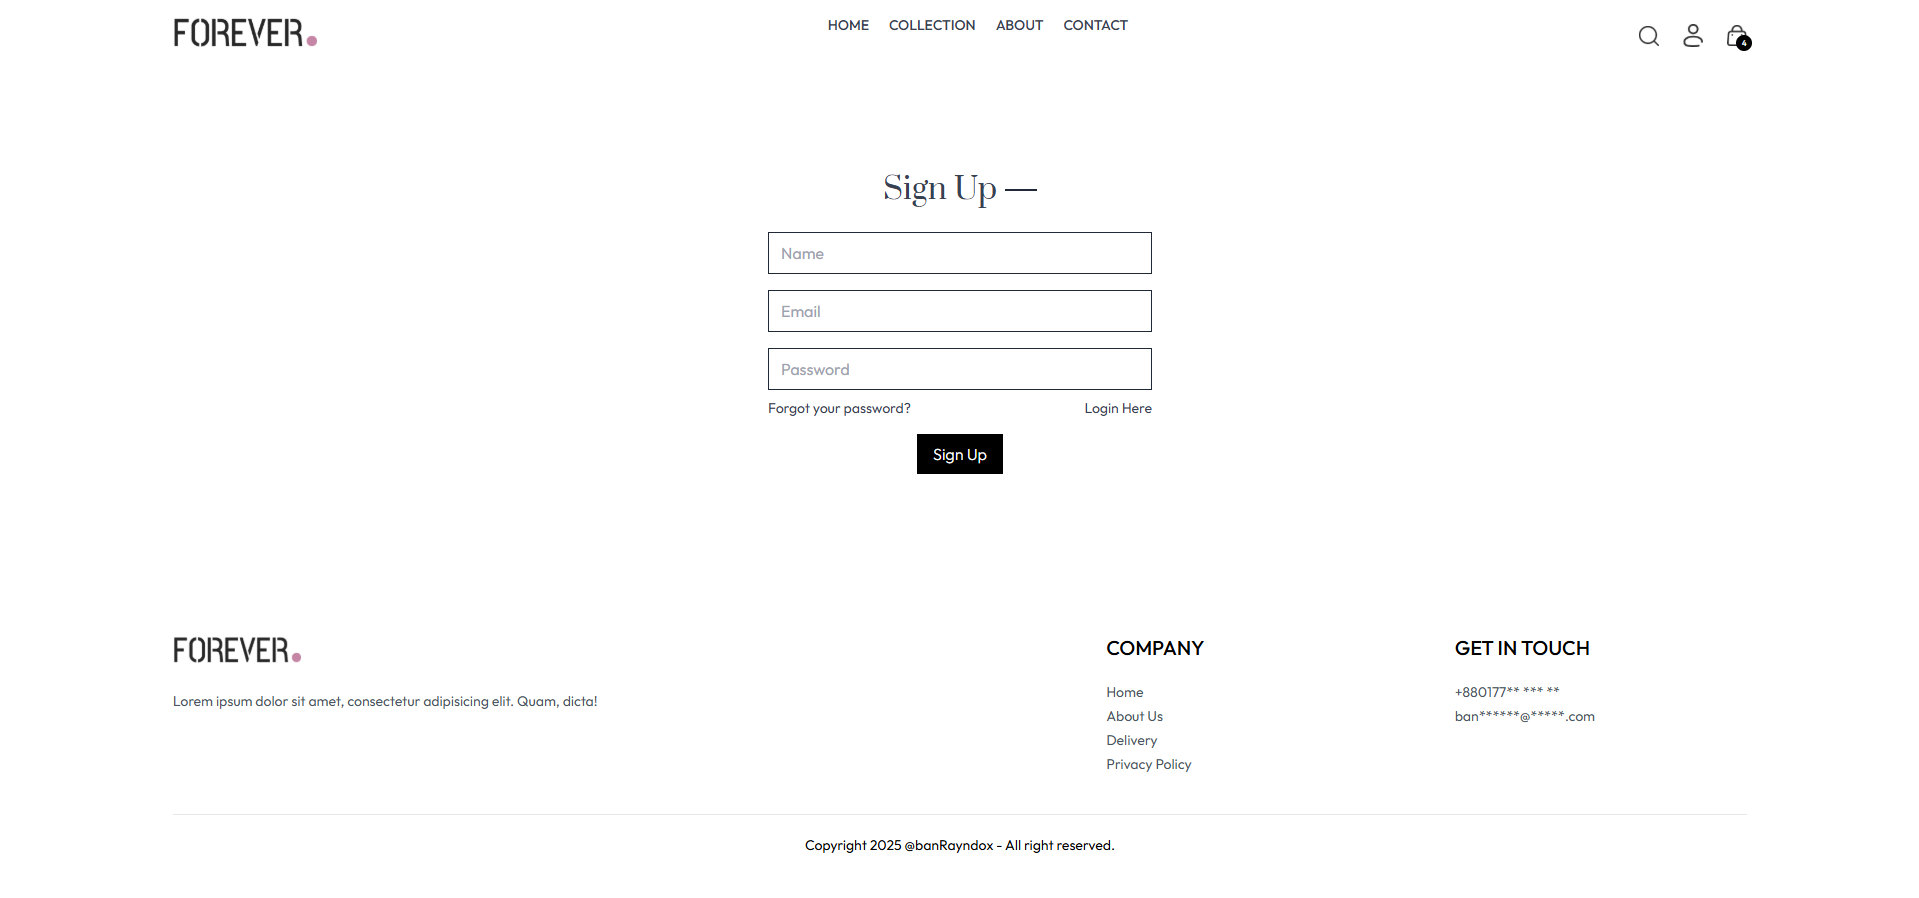 FOREVER.
HOME COLLECTION ABOUT CONTACT
4
Sign Up —
Name
Email
Password
Forgot your password? Login Here
Sign Up
FOREVER.
Lorem ipsum dolor sit amet, consectetur adipisicing elit. Quam, dicta!
COMPANY
Home
About Us
Delivery
Privacy Policy
GET IN TOUCH
+880177** *** **
ban******@*****.com
Copyright 2025 @banRayndox - All right reserved.